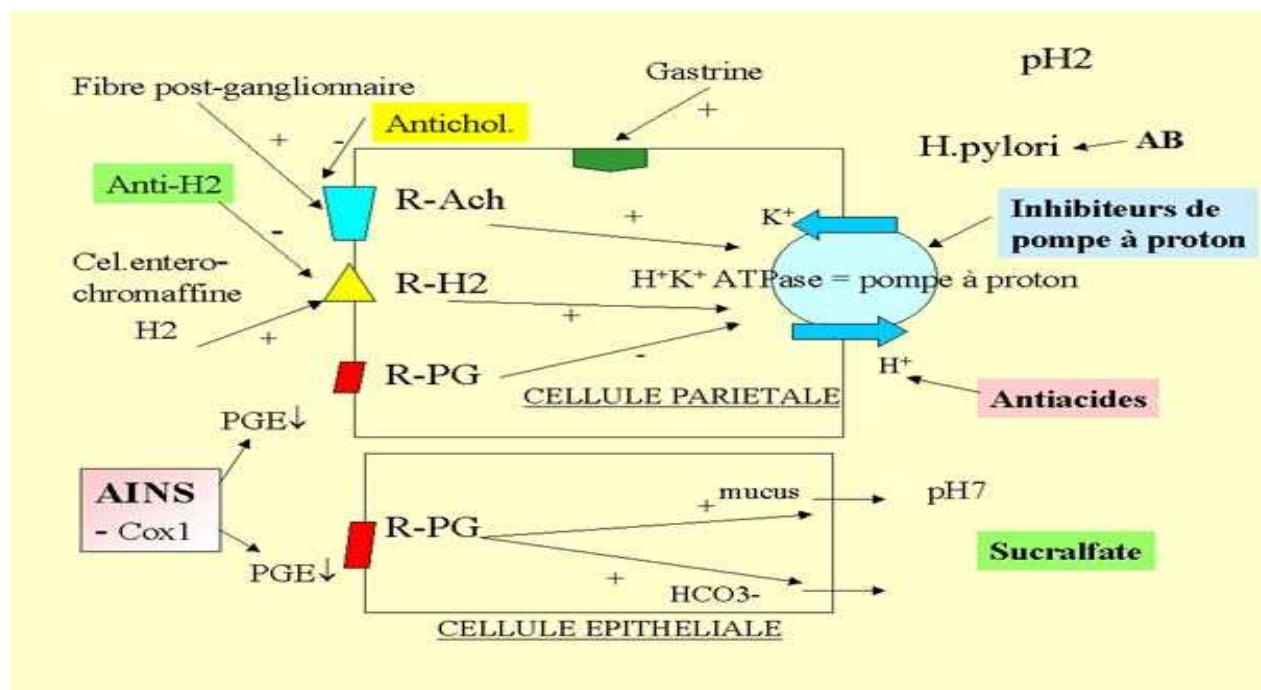 pH2
Gastrine
Fibre post-ganglionnaire
+
+
-
Antichol.
H.pylori
AB
Anti-H2
R-Ach
+
K+
Inhibiteurs de
pompe à proton
-
Cel.entero-
chromaffine
R-H2
H+K+ ATPase = pompe à proton
H2
+
+
-
R-PG
H+
CELLULE PARIETALE
Antiacides
PGE↓
AINS
- Cox1
mucus
+
pH7
R-PG
Sucralfate
PGE↓
+
HCO3-
CELLULE EPITHELIALE